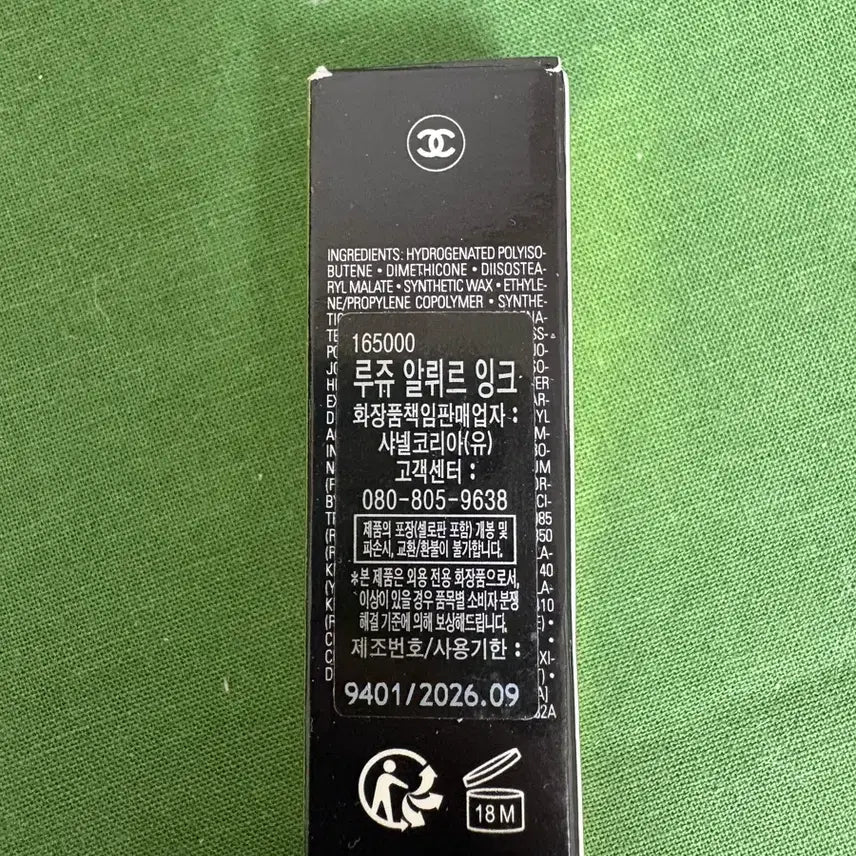 INGREDIENTS: HYDROGENATED POLYISO-
BUTENE • DIMETHICONE • DIISOSTEA-
RYL MALATE • SYNTHETIC WAX • ETHYLE-
NE/PROPYLENE COPOLYMER • SYNTHE-
165000
루쥬 알뤼르 잉크
화장품책임판매업자 :
샤넬코리아(유)
고객센터 :
080-805-9638
제품의 포장(셀로판 포함) 개봉 및
파손시, 교환/환불이 불가합니다.
*본 제품은 외용 전용 화장품으로서,
이상이 있을 경우 품목별 소비자 분쟁
해결 기준에 의해 보상해드립니다.
제조번호/사용기한 :
9401/2026.09
18 M